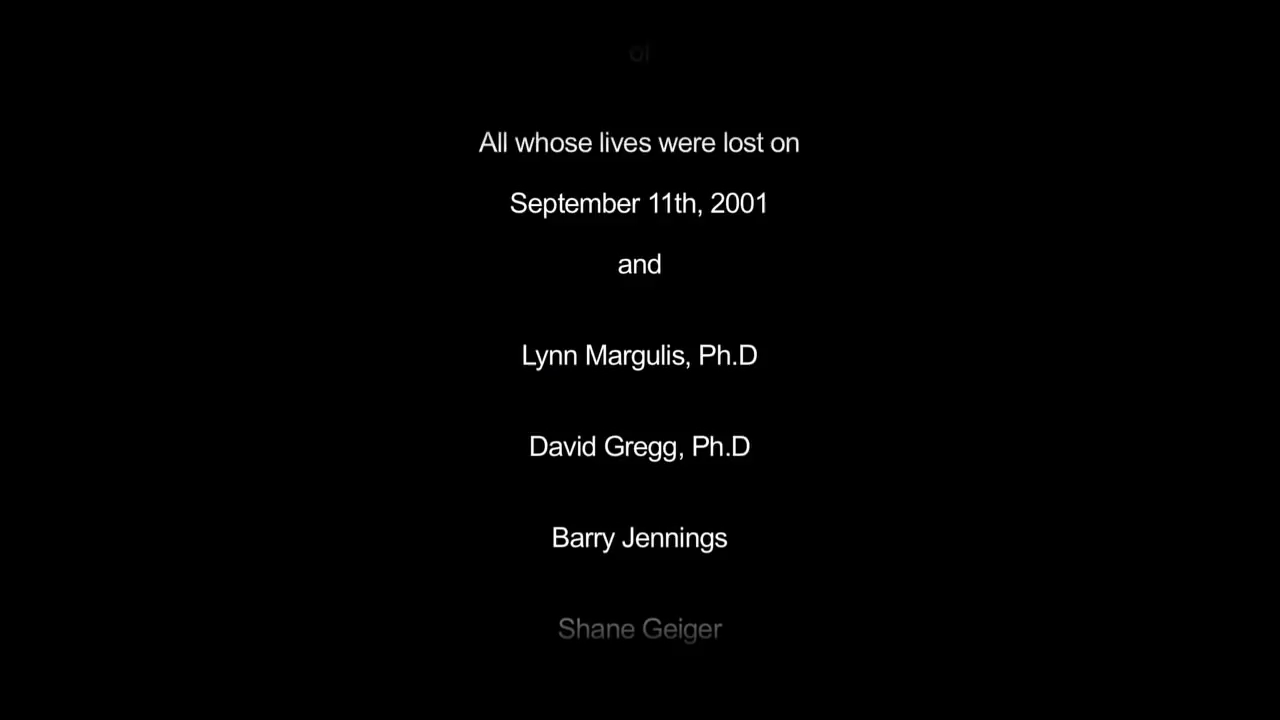 of
All whose lives were lost on
September 11th, 2001
and
Lynn Margulis, Ph.D
David Gregg, Ph.D
Barry Jennings
Shane Geiger